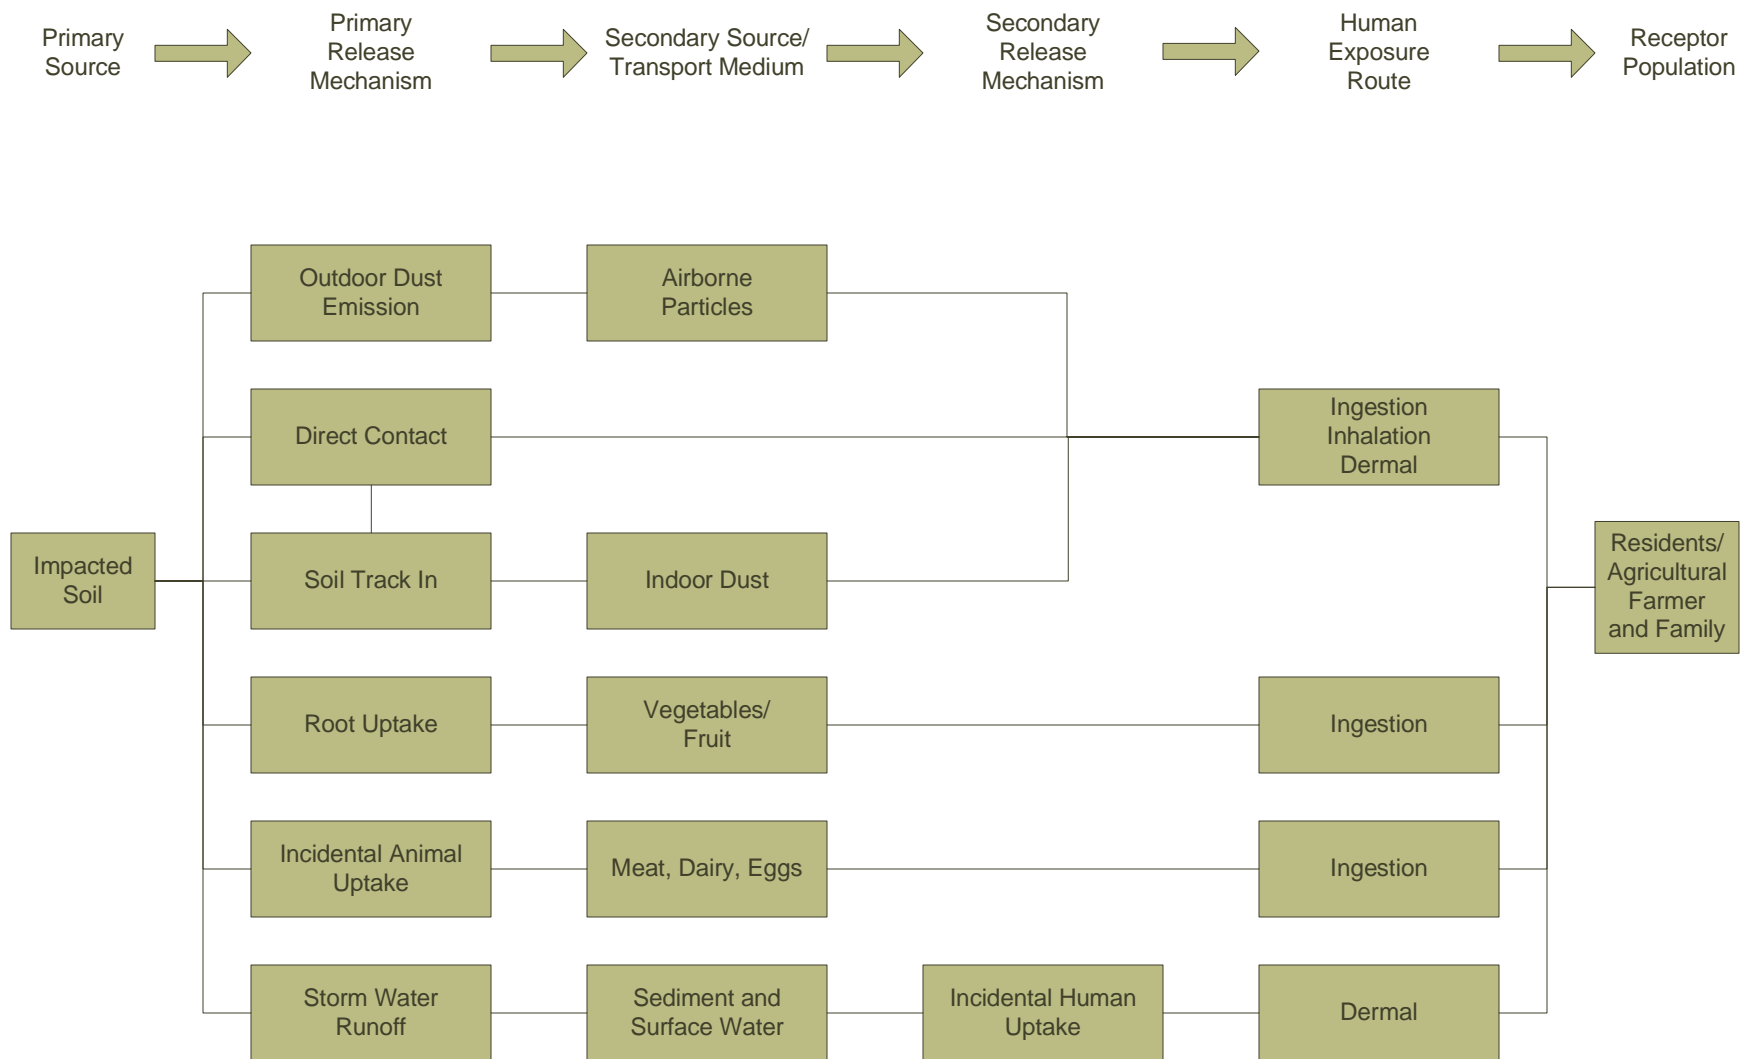 Primary
Source
Primary
Release
Mechanism
Secondary Source/
Transport Medium
Secondary
Release
Mechanism
Human
Exposure
Route
Receptor
Population
Outdoor Dust
Emission
Airborne
Particles
Direct Contact
Ingestion
Inhalation
Dermal
Impacted
Soil
Soil Track In
Indoor Dust
Residents/
Agricultural
Farmer
and Family
Root Uptake
Vegetables/
Fruit
Ingestion
Incidental Animal
Uptake
Meat, Dairy, Eggs
Ingestion
Storm Water
Runoff
Sediment and
Surface Water
Incidental Human
Uptake
Dermal